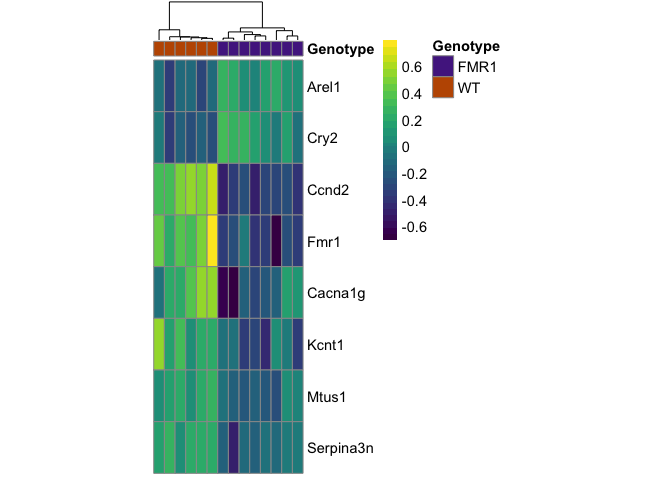 Genotype
Arel1
Cry2
Ccnd2
Fmr1
Cacna1g
Kcnt1
Mtus1
Serpina3n
0.6
0.4
0.2
0
-0.2
-0.4
-0.6
Genotype
FMR1
WT